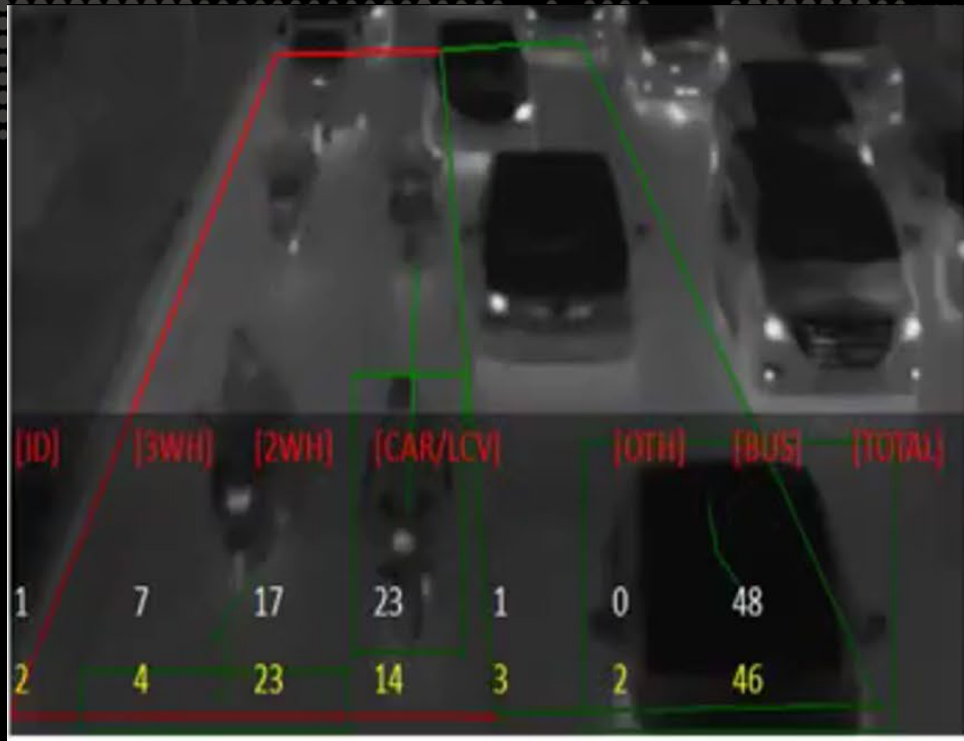 [ID] [3WH] [2WH] [CAR/LCV] [OTH] [BUS] [TOTAL]
1 7 17 23 1 0 48
2 4 23 14 3 2 46